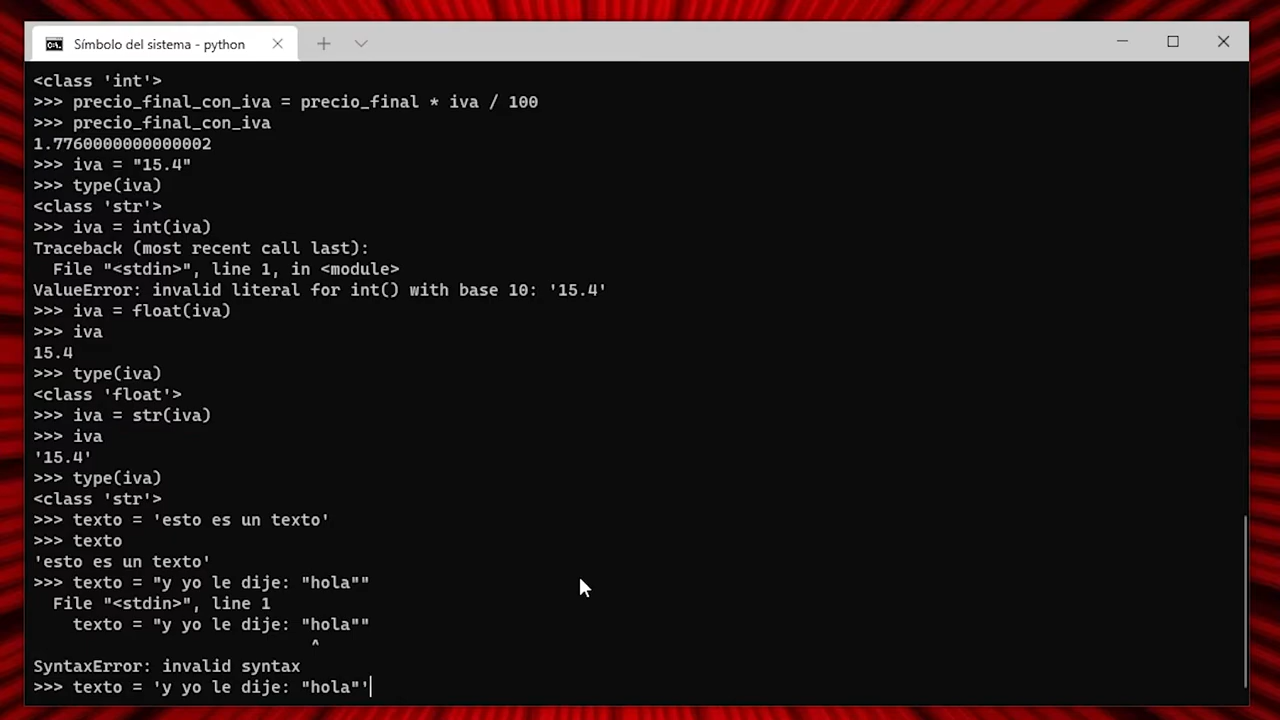 Símbolo del sistema - python
<class 'int'>
>>> precio_final_con_iva = precio_final * iva / 100
>>> precio_final_con_iva
1.7760000000000002
>>> iva = "15.4"
>>> type(iva)
<class 'str'>
>>> iva = int(iva)
Traceback (most recent call last):
  File "<stdin>", line 1, in <module>
ValueError: invalid literal for int() with base 10: '15.4'
>>> iva = float(iva)
>>> iva
15.4
>>> type(iva)
<class 'float'>
>>> iva = str(iva)
>>> iva
'15.4'
>>> type(iva)
<class 'str'>
>>> texto = 'esto es un texto'
>>> texto
'esto es un texto'
>>> texto = "y yo le dije: "hola""
  File "<stdin>", line 1
    texto = "y yo le dije: "hola""
                            ^
SyntaxError: invalid syntax
>>> texto = 'y yo le dije: "hola"'